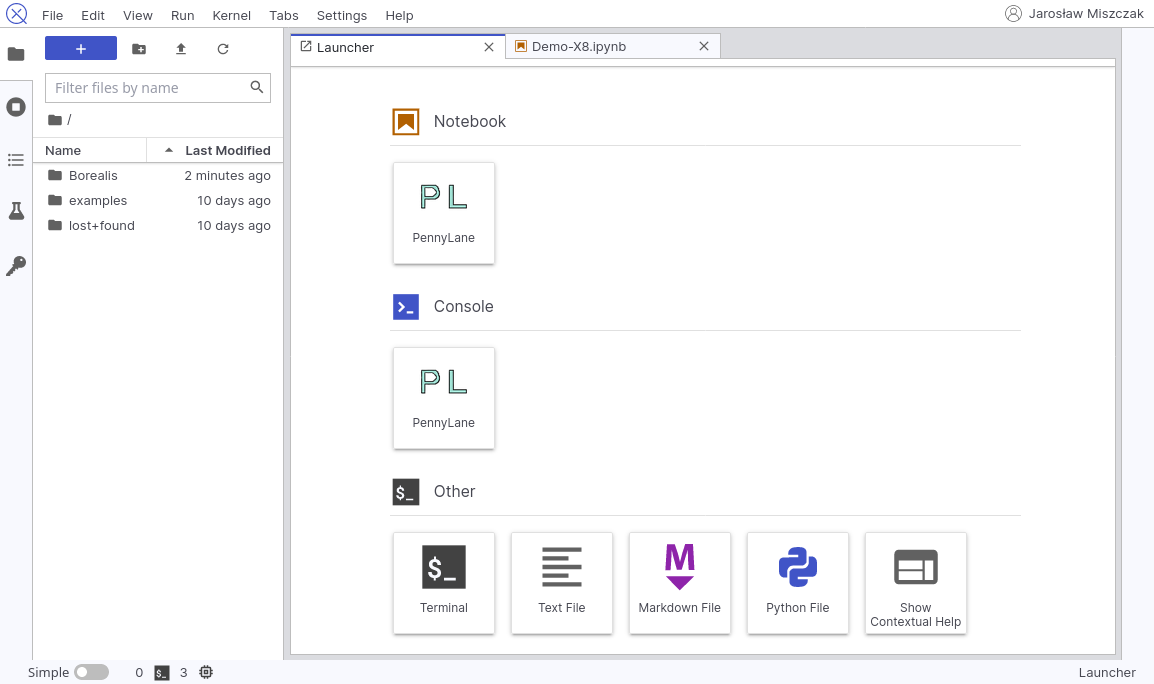 File Edit View Run Kernel Tabs Settings Help
Jarosław Miszczak
Launcher
Demo-X8.ipynb
Filter files by name
/
Name Last Modified
Borealis 2 minutes ago
examples 10 days ago
lost+found 10 days ago
Notebook
PL
PennyLane
Console
PL
PennyLane
$_ Other
$_
Terminal
Text File
M
Markdown File
Python File
Show
Contextual Help
Simple 0 $_ 3
Launcher